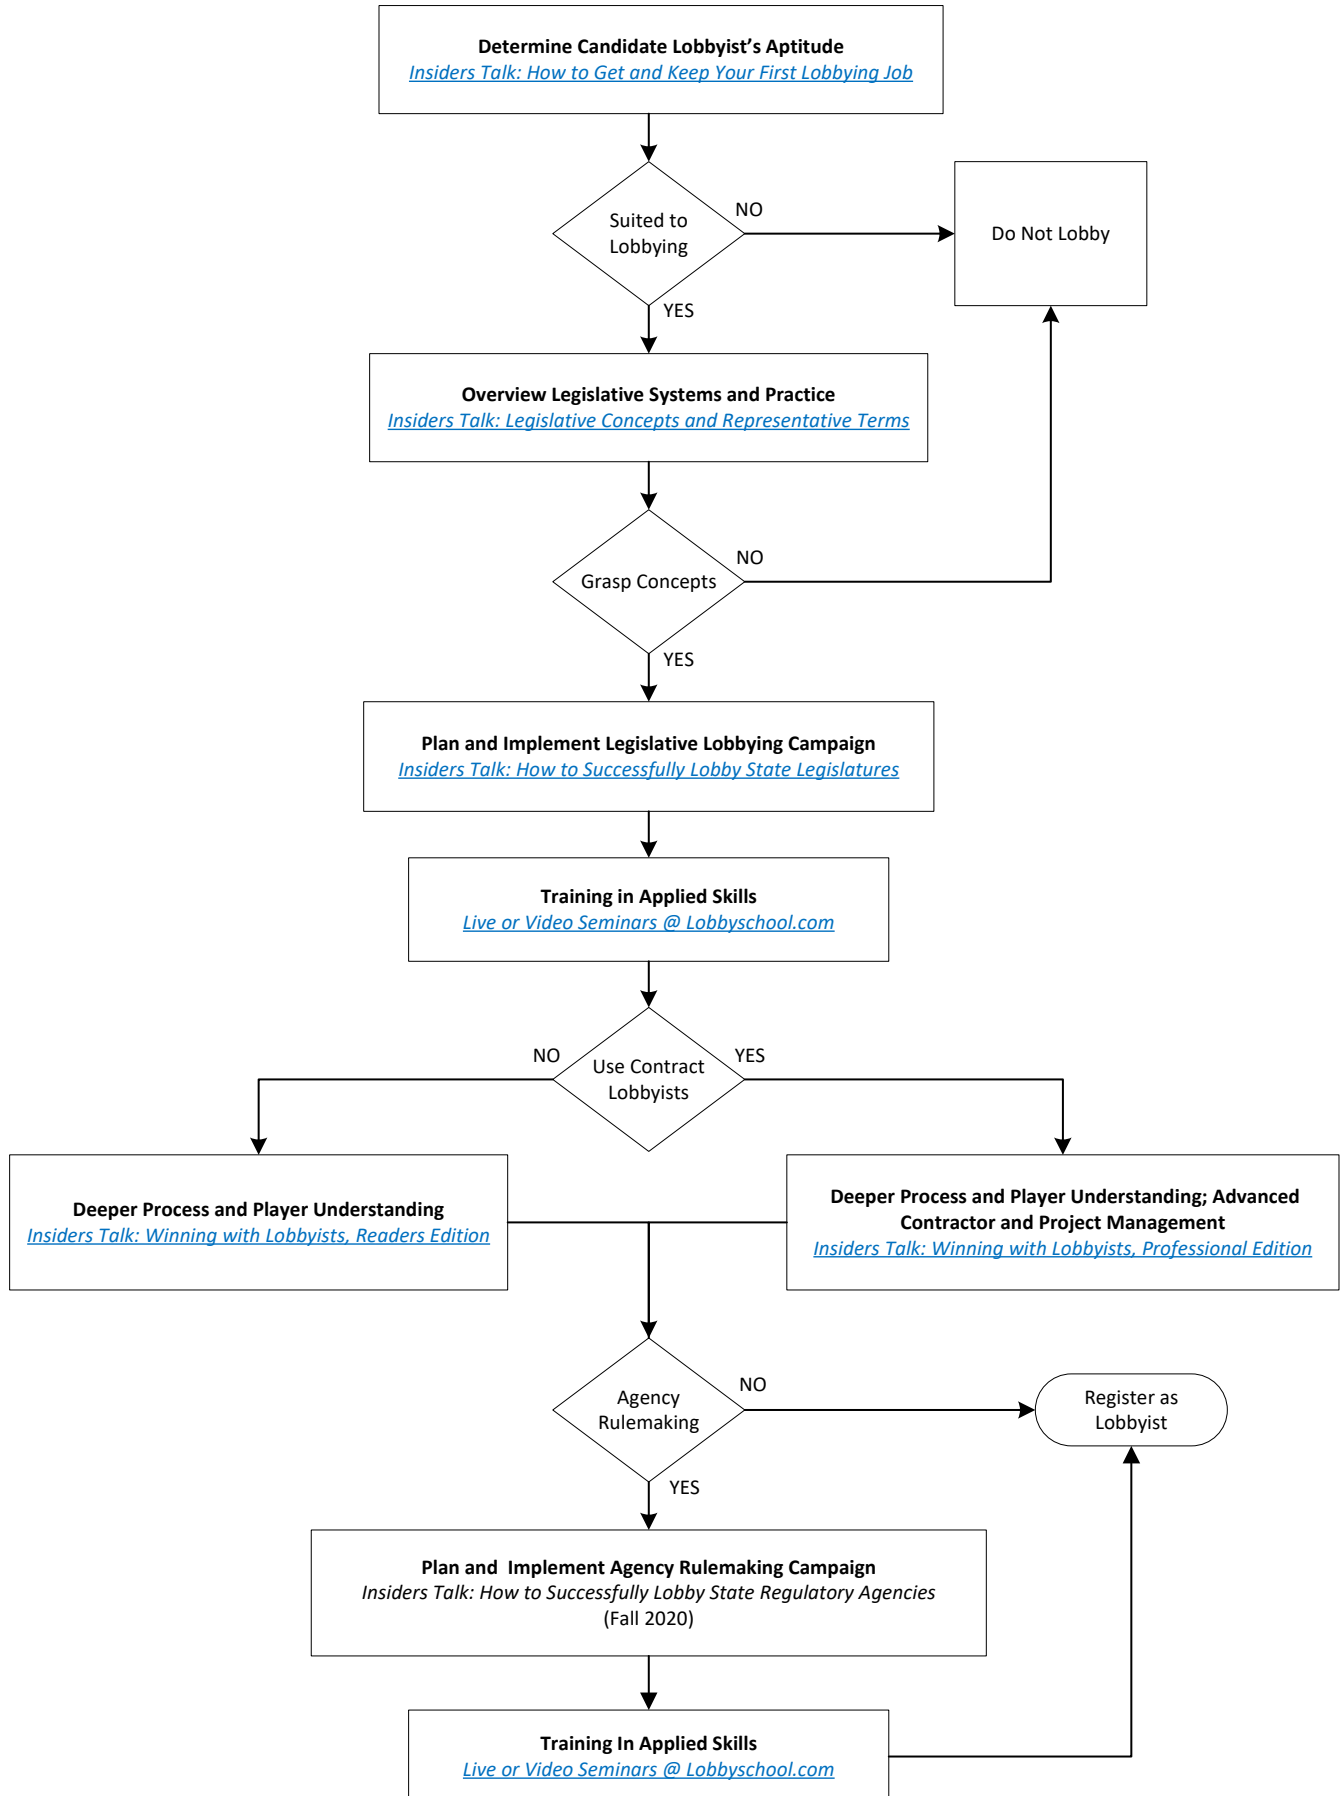 Determine Candidate Lobbyist’s Aptitude
Insiders Talk: How to Get and Keep Your First Lobbying Job
Suited to
Lobbying
NO
Do Not Lobby
YES
Overview Legislative Systems and Practice
Insiders Talk: Legislative Concepts and Representative Terms
Grasp Concepts
NO
YES
Plan and Implement Legislative Lobbying Campaign
Insiders Talk: How to Successfully Lobby State Legislatures
Training in Applied Skills
Live or Video Seminars @ Lobbyschool.com
NO
Use Contract
Lobbyists
YES
Deeper Process and Player Understanding
Insiders Talk: Winning with Lobbyists, Readers Edition
Deeper Process and Player Understanding; Advanced
Contractor and Project Management
Insiders Talk: Winning with Lobbyists, Professional Edition
Agency
Rulemaking
NO
Register as
Lobbyist
YES
Plan and  Implement Agency Rulemaking Campaign
Insiders Talk: How to Successfully Lobby State Regulatory Agencies
(Fall 2020)
Training In Applied Skills
Live or Video Seminars @ Lobbyschool.com